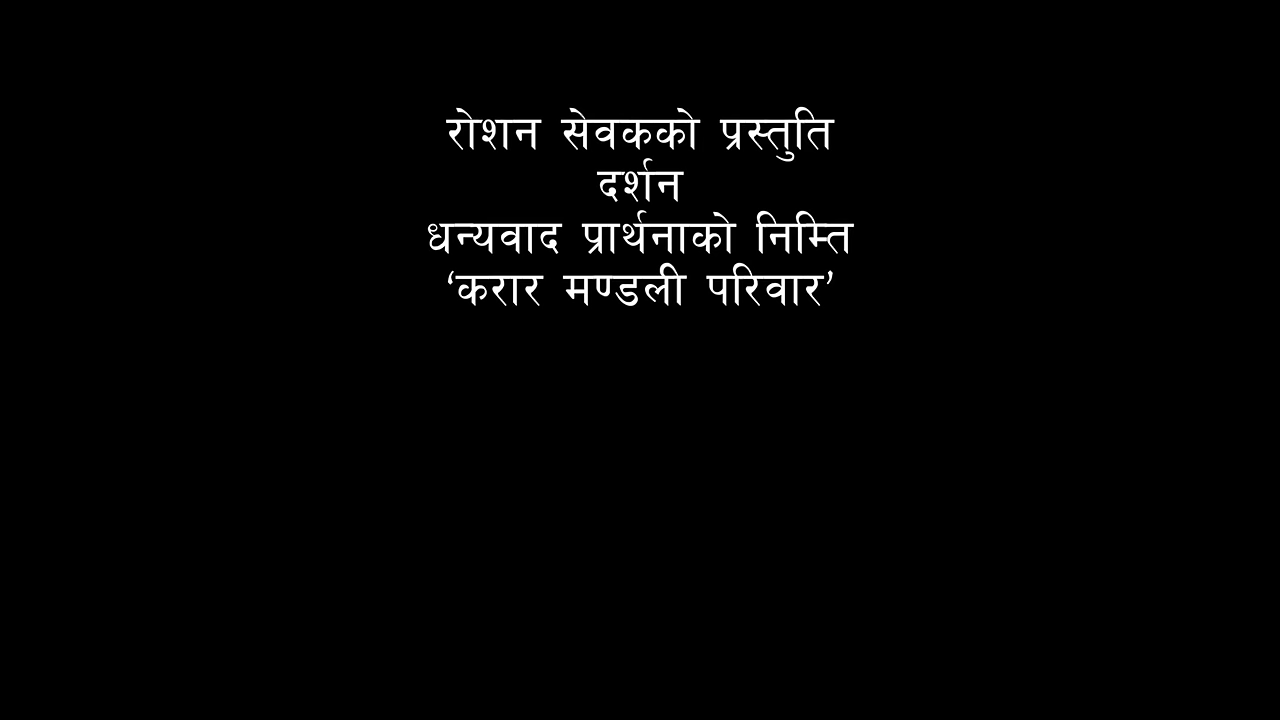 रोशन सेवकको प्रस्तुति
दर्शन
धन्यवाद प्रार्थनाको निम्ति
‘करार मण्डली परिवार’